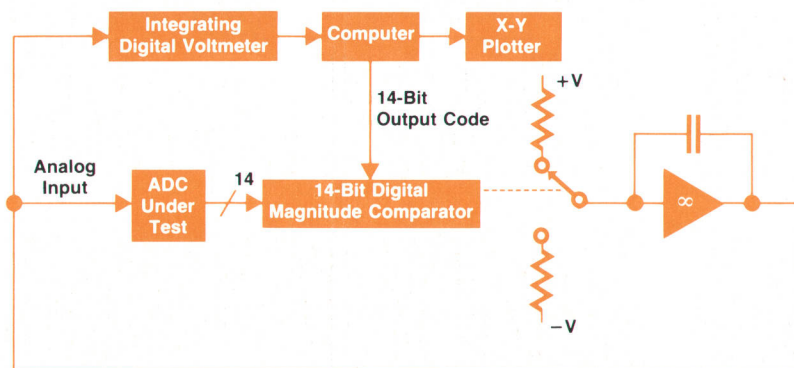 Integrating
Digital Voltmeter
Computer
X-Y
Plotter
+V
14-Bit
Output Code
Analog
Input
ADC
Under
Test
14
14-Bit Digital
Magnitude Comparator
∞
−V